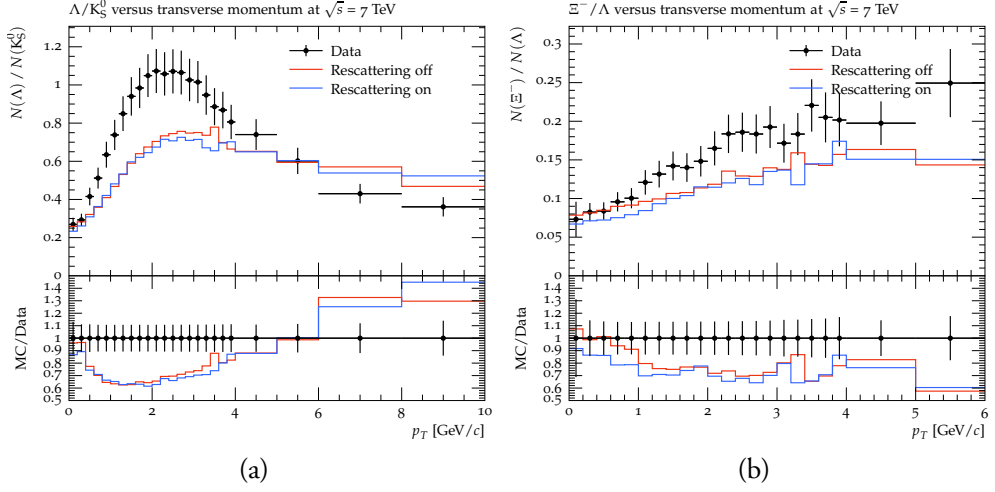 Λ/K⁰_S versus transverse momentum at √s = 7 TeV
N(Λ) / N(K⁰_S)
1.2
1
0.8
0.6
0.4
0.2
0
Data
Rescattering off
Rescattering on
MC/Data
1.4
1.3
1.2
1.1
1
0.9
0.8
0.7
0.6
0.5
0 2 4 6 8 10
p_T [GeV/c]
(a)
Ξ⁻/Λ versus transverse momentum at √s = 7 TeV
N(Ξ⁻) / N(Λ)
0.3
0.25
0.2
0.15
0.1
0.05
0
Data
Rescattering off
Rescattering on
MC/Data
1.4
1.3
1.2
1.1
1
0.9
0.8
0.7
0.6
0.5
0 1 2 3 4 5 6
p_T [GeV/c]
(b)